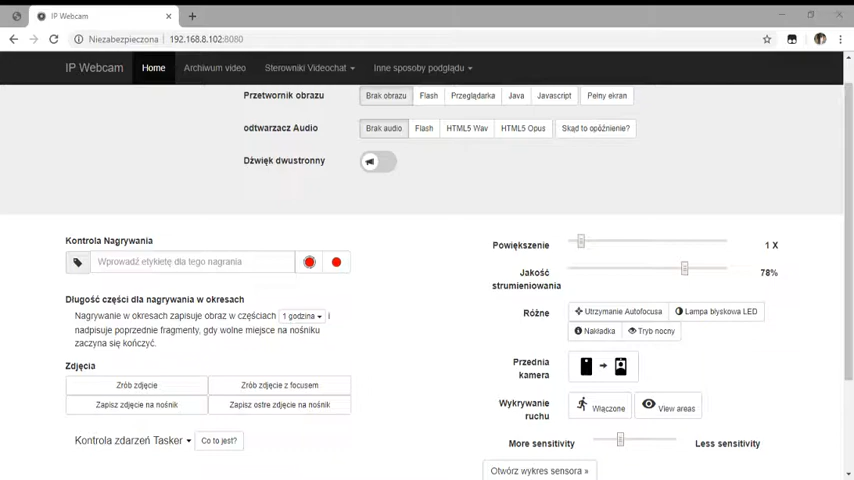 IP Webcam
Niezabezpieczona 192.168.8.102:8080
IP Webcam Home Archiwum video Sterowniki Videochat Inne sposoby podglądu
Przetwornik obrazu Brak obrazu Flash Przeglądarka Java Javascript Pełny ekran
odtwarzacz Audio Brak audio Flash HTML5 Wav HTML5 Opus Skąd to opóźnienie?
Dźwięk dwustronny
Kontrola Nagrywania
Wprowadź etykietę dla tego nagrania
Długość części dla nagrywania w okresach
Nagrywanie w okresach zapisuje obraz w częściach 1 godzina i
nadpisuje poprzednie fragmenty, gdy wolne miejsce na nośniku
zaczyna się kończyć.
Zdjęcia
Zrób zdjęcie Zrób zdjęcie z focusem
Zapisz zdjęcie na nośnik Zapisz ostre zdjęcie na nośnik
Kontrola zdarzeń Tasker Co to jest?
Powiększenie 1 X
Jakość
strumieniowania 78%
Różne Utrzymanie Autofocusa Lampa błyskowa LED
Nakładka Tryb nocny
Przednia
kamera
Wykrywanie
ruchu Włączone View areas
More sensitivity Less sensitivity
Otwórz wykres sensora »